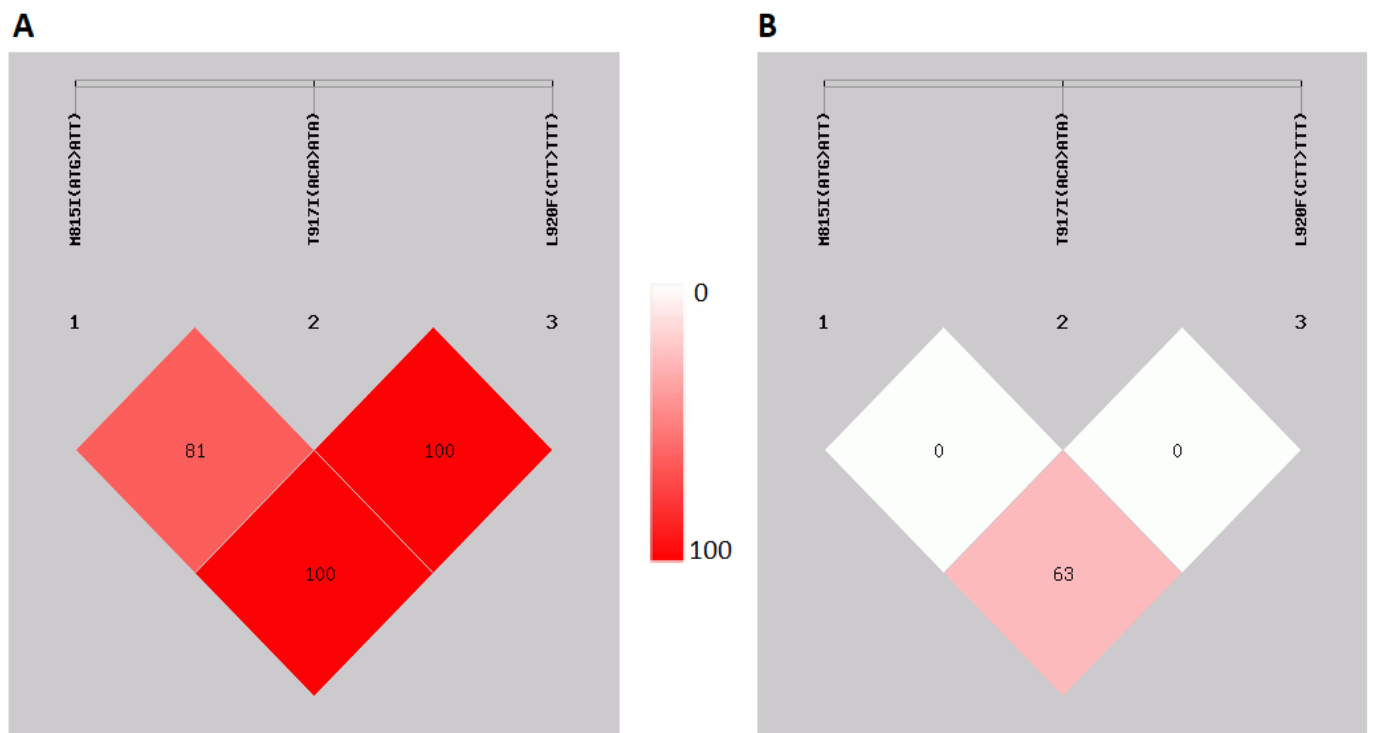 A
B
M815I(ATG>ATT)
T917I(ACA>ATA)
L920F(CTT>TTT)
M815I(ATG>ATT)
T917I(ACA>ATA)
L920F(CTT>TTT)
0
1
2
3
1
2
3
81
100
0
0
100
100
63